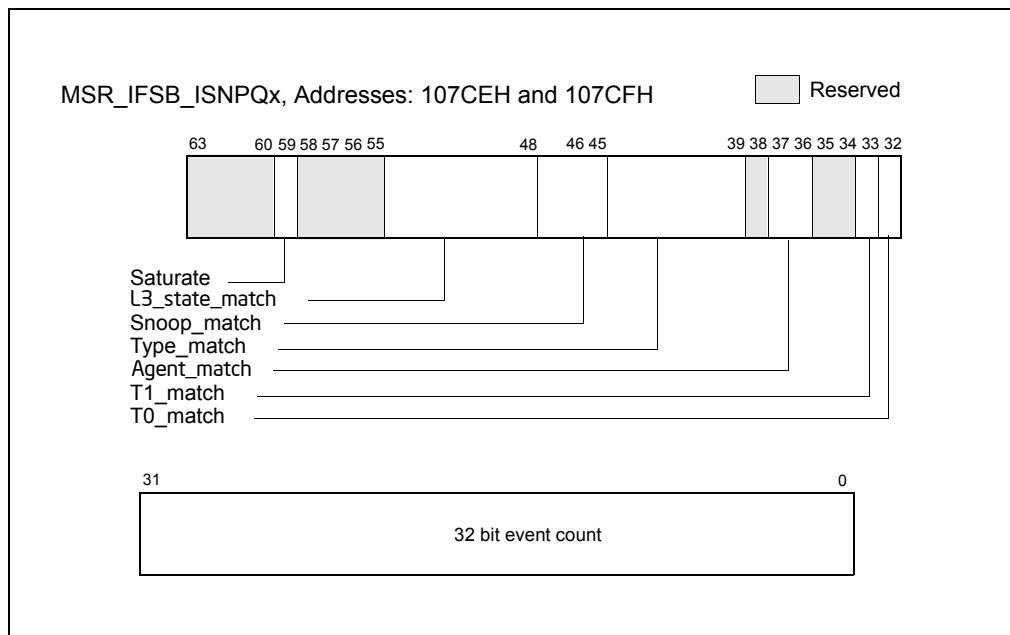 MSR_IFSB_ISNPQx, Addresses: 107CEH and 107CFH
Reserved
63 60 59 58 57 56 55 48 46 45 39 38 37 36 35 34 33 32
Saturate
L3_state_match
Snoop_match
Type_match
Agent_match
T1_match
T0_match
31 0
32 bit event count